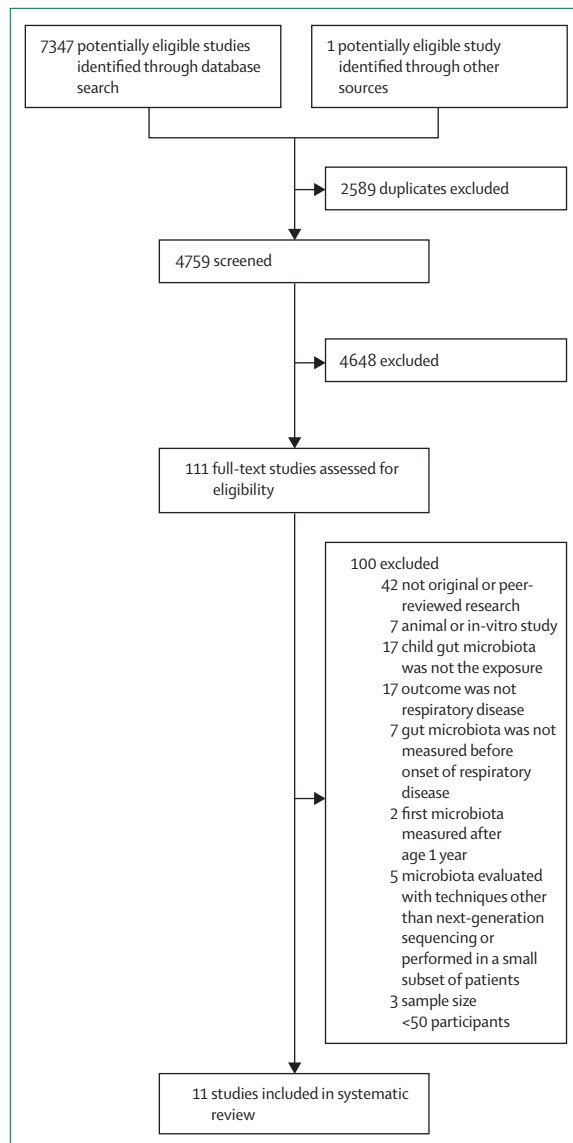 7347 potentially eligible studies
identified through database
search
1 potentially eligible study
identified through other
sources
2589 duplicates excluded
4759 screened
4648 excluded
111 full-text studies assessed for
eligibility
100 excluded
42 not original or peer-
reviewed research
7 animal or in-vitro study
17 child gut microbiota
was not the exposure
17 outcome was not
respiratory disease
7 gut microbiota was not
measured before
onset of respiratory
disease
2 first microbiota
measured after
age 1 year
5 microbiota evaluated
with techniques other
than next-generation
sequencing or
performed in a small
subset of patients
3 sample size
<50 participants
11 studies included in systematic
review